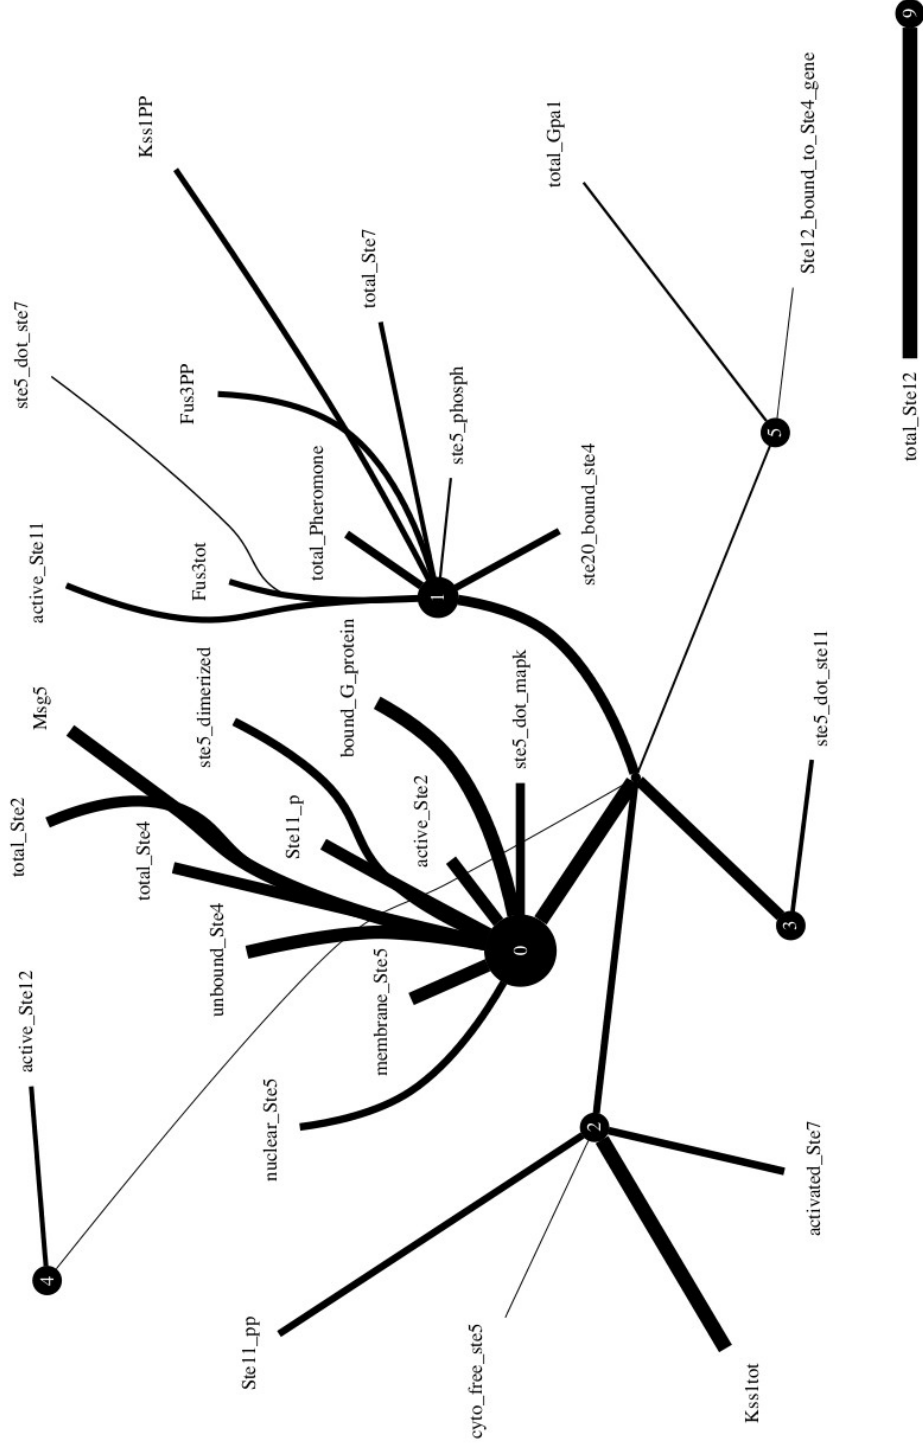 active_Ste12
4
total_Ste2
Msg5
active_Ste11
ste5_dot_ste7
Kss1PP
unbound_Ste4
total_Ste4
Ste11_p
ste5_dimerized
Fus3tot
Fus3PP
nuclear_Ste5
membrane_Ste5
active_Ste2
bound_G_protein
total_Pheromone
total_Ste7
Ste11_pp
0
ste5_dot_mapk
1
ste5_phosph
total_Gpa1
cyto_free_ste5
2
ste20_bound_ste4
Kss1tot
activated_Ste7
3
ste5_dot_ste11
5
Ste12_bound_to_Ste4_gene
total_Ste12
9